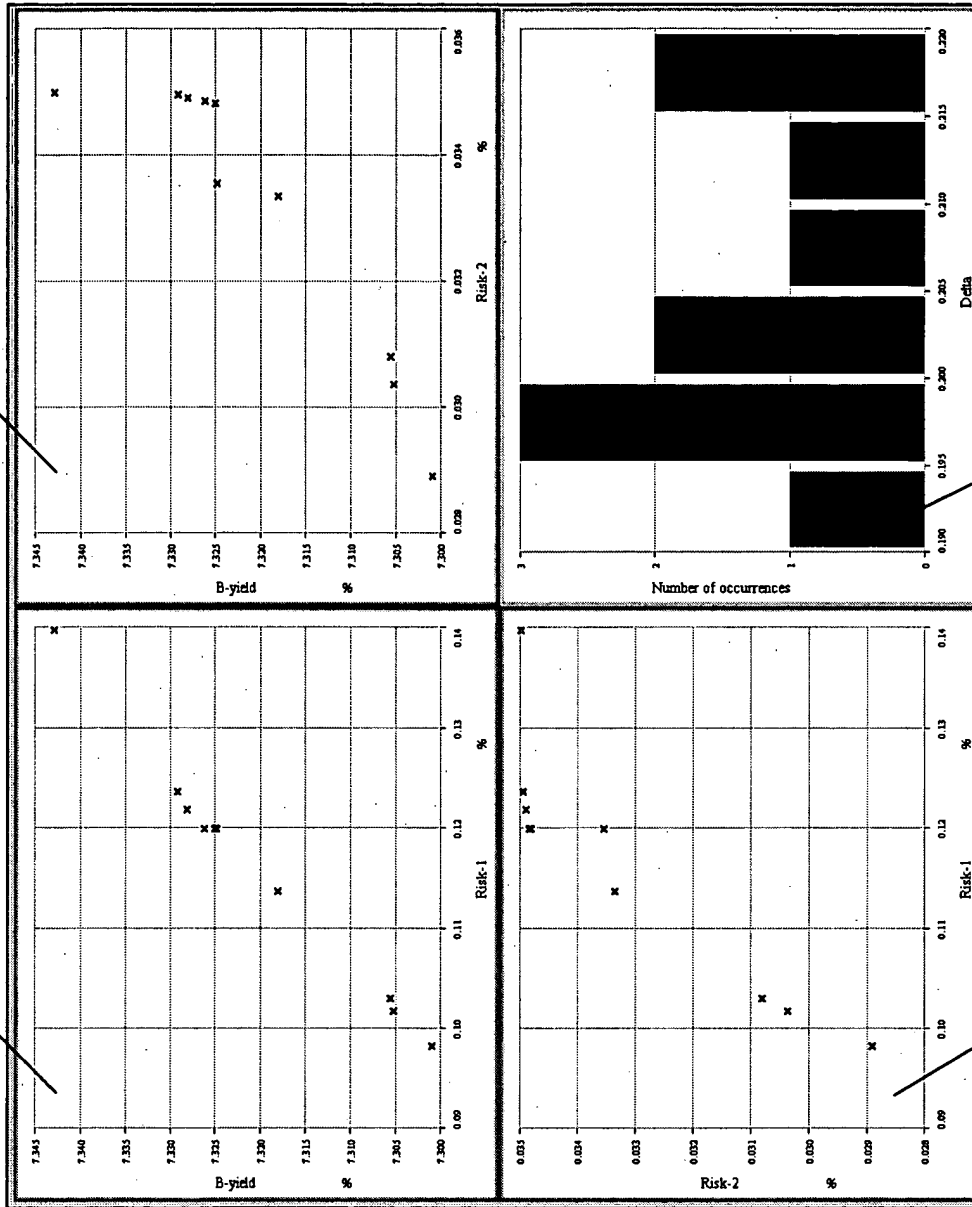 7.345
7.340
7.335
7.330
7.325
7.320
7.315
7.310
7.305
7.300
B-yield
%
0.09 0.10 0.11 0.12 0.13 0.14
Risk-1 %
7.345
7.340
7.335
7.330
7.325
7.320
7.315
7.310
7.305
7.300
B-yield
%
0.028 0.030 0.032 0.034 0.036
Risk-2 %
0.035
0.034
0.033
0.032
0.031
0.030
0.029
0.028
Risk-2
%
0.09 0.10 0.11 0.12 0.13 0.14
Risk-1 %
3
2
1
0
Number of occurrences
0.190 0.195 0.200 0.205 0.210 0.215 0.220
Delta